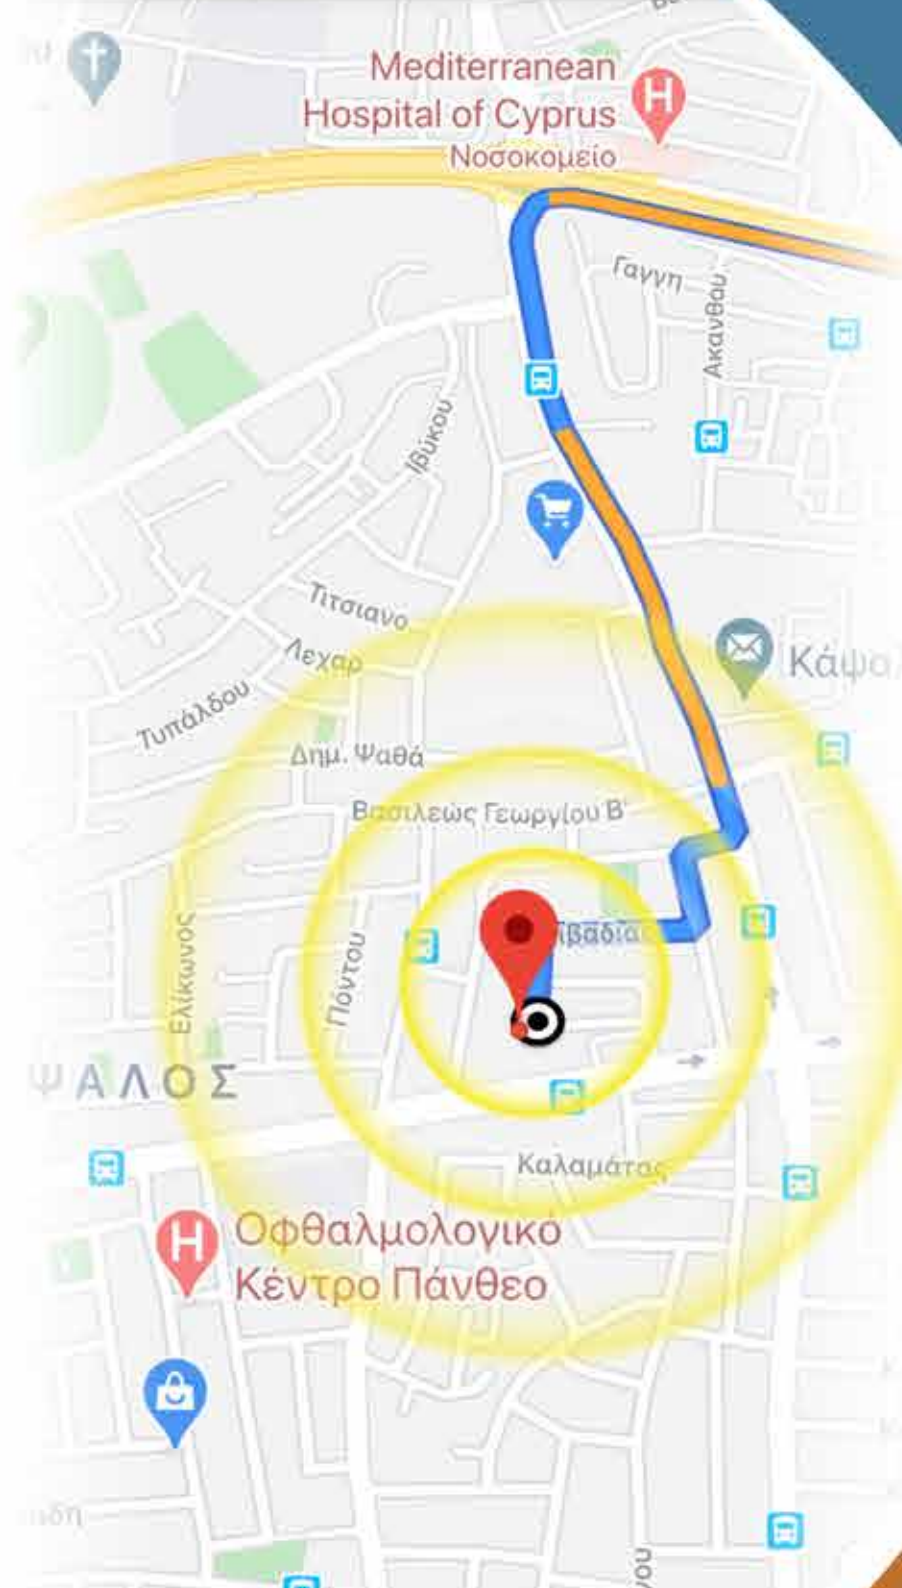 Mediterranean
Hospital of Cyprus
Νοσοκομείο
Γαγγη
Ακανθου
Ιβύκου
Τιτσιανο
Λεχαρ
Τυπάλδου
Δημ. Ψαθά
Βασιλεώς Γεωργίου Β
Ελίκωνος
Πόντου
ΨΑΛΟΣ
Καλαμάτας
Οφθαλμολογικό
Κέντρο Πάνθεο